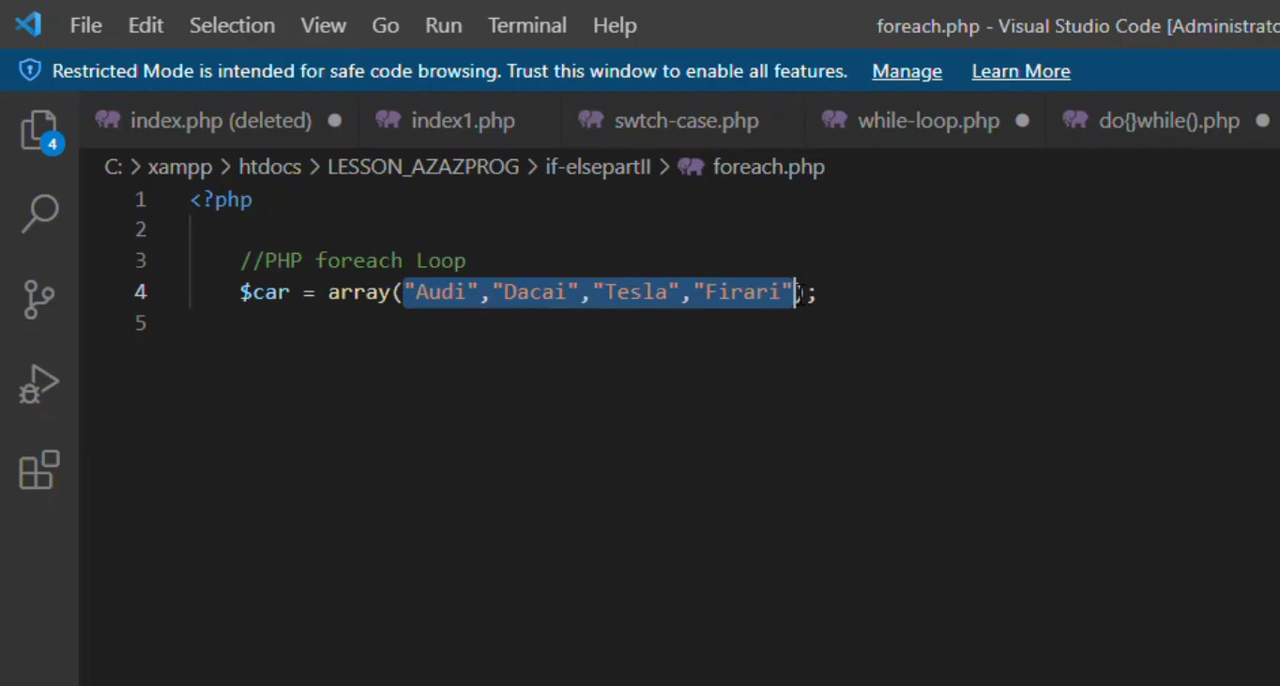 File Edit Selection View Go Run Terminal Help foreach.php - Visual Studio Code [Administrato
Restricted Mode is intended for safe code browsing. Trust this window to enable all features. Manage Learn More
index.php (deleted) index1.php swtch-case.php while-loop.php do{}while().php
4
C: > xampp > htdocs > LESSON_AZAZPROG > if-elsepartII > foreach.php
1 <?php
2
3 //PHP foreach Loop
4 $car = array("Audi","Dacai","Tesla","Firari");
5